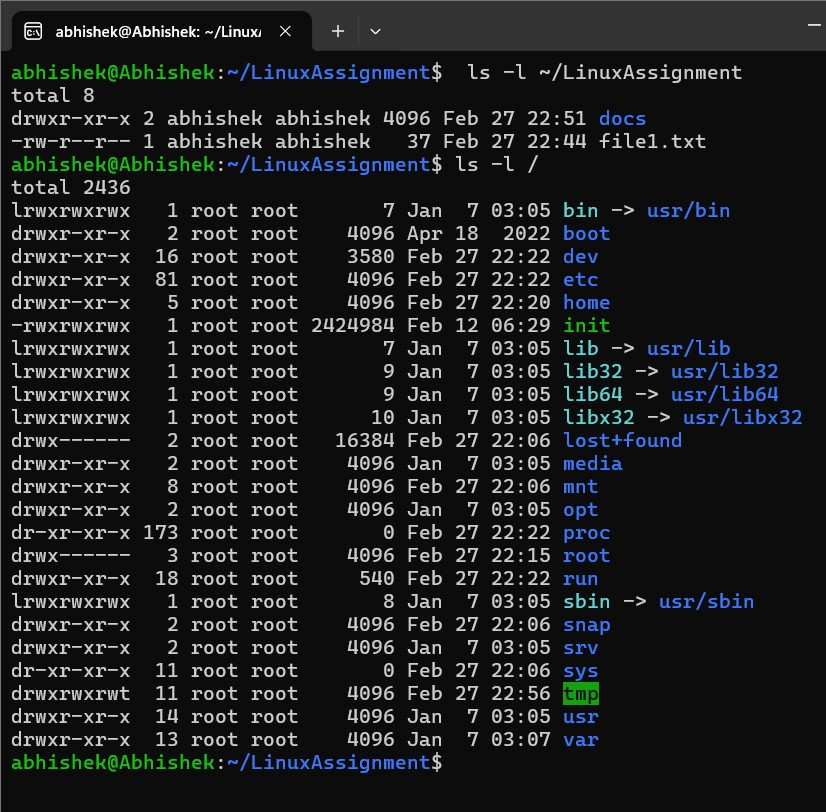 abhishek@Abhishek: ~/Linux
abhishek@Abhishek:~/LinuxAssignment$  ls -l ~/LinuxAssignment
total 8
drwxr-xr-x 2 abhishek abhishek 4096 Feb 27 22:51 docs
-rw-r--r-- 1 abhishek abhishek   37 Feb 27 22:44 file1.txt
abhishek@Abhishek:~/LinuxAssignment$ ls -l /
total 2436
lrwxrwxrwx   1 root root       7 Jan  7 03:05 bin -> usr/bin
drwxr-xr-x   2 root root    4096 Apr 18  2022 boot
drwxr-xr-x  16 root root    3580 Feb 27 22:22 dev
drwxr-xr-x  81 root root    4096 Feb 27 22:22 etc
drwxr-xr-x   5 root root    4096 Feb 27 22:20 home
-rwxrwxrwx   1 root root 2424984 Feb 12 06:29 init
lrwxrwxrwx   1 root root       7 Jan  7 03:05 lib -> usr/lib
lrwxrwxrwx   1 root root       9 Jan  7 03:05 lib32 -> usr/lib32
lrwxrwxrwx   1 root root       9 Jan  7 03:05 lib64 -> usr/lib64
lrwxrwxrwx   1 root root      10 Jan  7 03:05 libx32 -> usr/libx32
drwx------   2 root root   16384 Feb 27 22:06 lost+found
drwxr-xr-x   2 root root    4096 Jan  7 03:05 media
drwxr-xr-x   8 root root    4096 Feb 27 22:06 mnt
drwxr-xr-x   2 root root    4096 Jan  7 03:05 opt
dr-xr-xr-x 173 root root       0 Feb 27 22:22 proc
drwx------   3 root root    4096 Feb 27 22:15 root
drwxr-xr-x  18 root root     540 Feb 27 22:22 run
lrwxrwxrwx   1 root root       8 Jan  7 03:05 sbin -> usr/sbin
drwxr-xr-x   2 root root    4096 Feb 27 22:06 snap
drwxr-xr-x   2 root root    4096 Jan  7 03:05 srv
dr-xr-xr-x  11 root root       0 Feb 27 22:06 sys
drwxrwxrwt  11 root root    4096 Feb 27 22:56 tmp
drwxr-xr-x  14 root root    4096 Jan  7 03:05 usr
drwxr-xr-x  13 root root    4096 Jan  7 03:07 var
abhishek@Abhishek:~/LinuxAssignment$